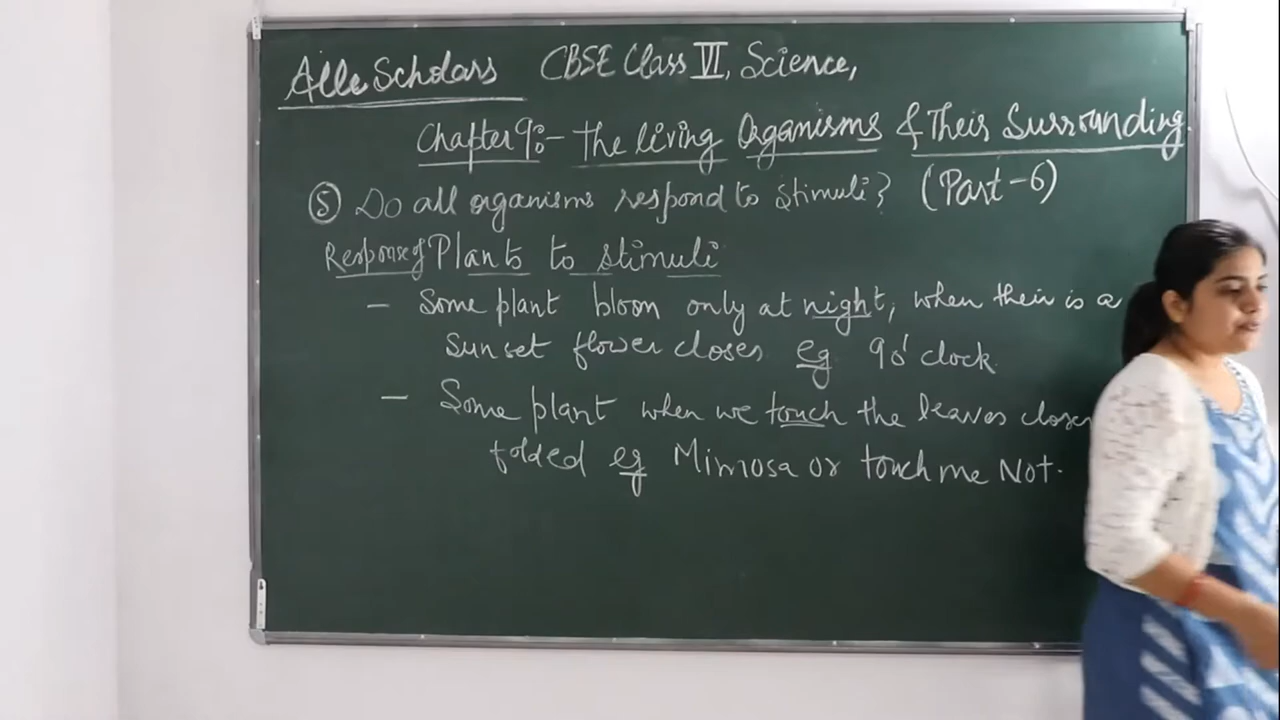 Alle Scholars CBSE Class VI, Science,
Chapter 9:- The living Organisms & Their Surrounding
(5) Do all organisms respond to stimuli? (Part-6)
Response of Plants to stimuli
- Some plant bloom only at night, when their is a
Sunset flower closes eg 9o'clock
- Some plant when we touch the leaves closes
folded eg Mimosa or touch me Not.